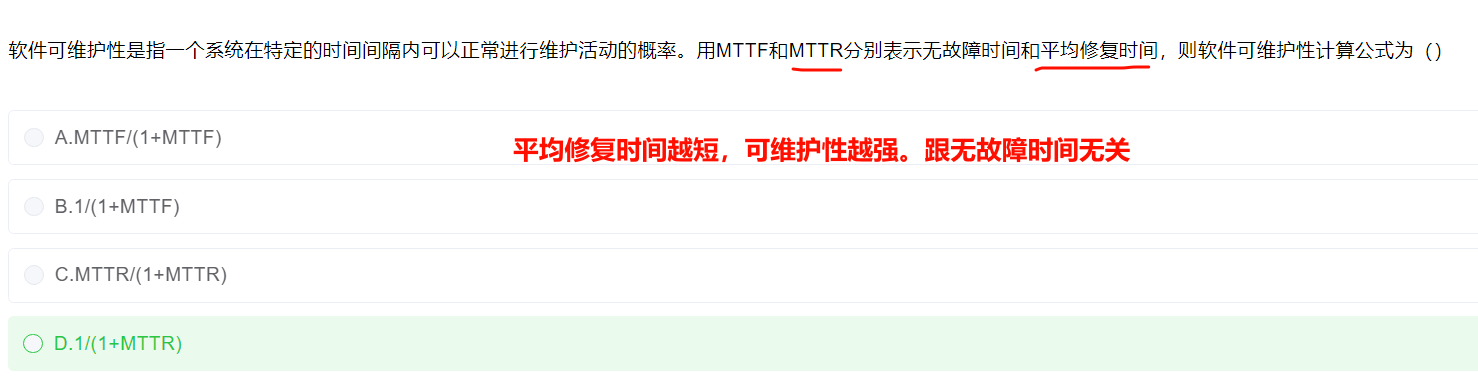 软件可维护性是指一个系统在特定的时间间隔内可以正常进行维护活动的概率。用MTTF和MTTR分别表示无故障时间和平均修复时间，则软件可维护性计算公式为（）
A.MTTF/(1+MTTF)
平均修复时间越短，可维护性越强。跟无故障时间无关
B.1/(1+MTTF)
C.MTTR/(1+MTTR)
D.1/(1+MTTR)